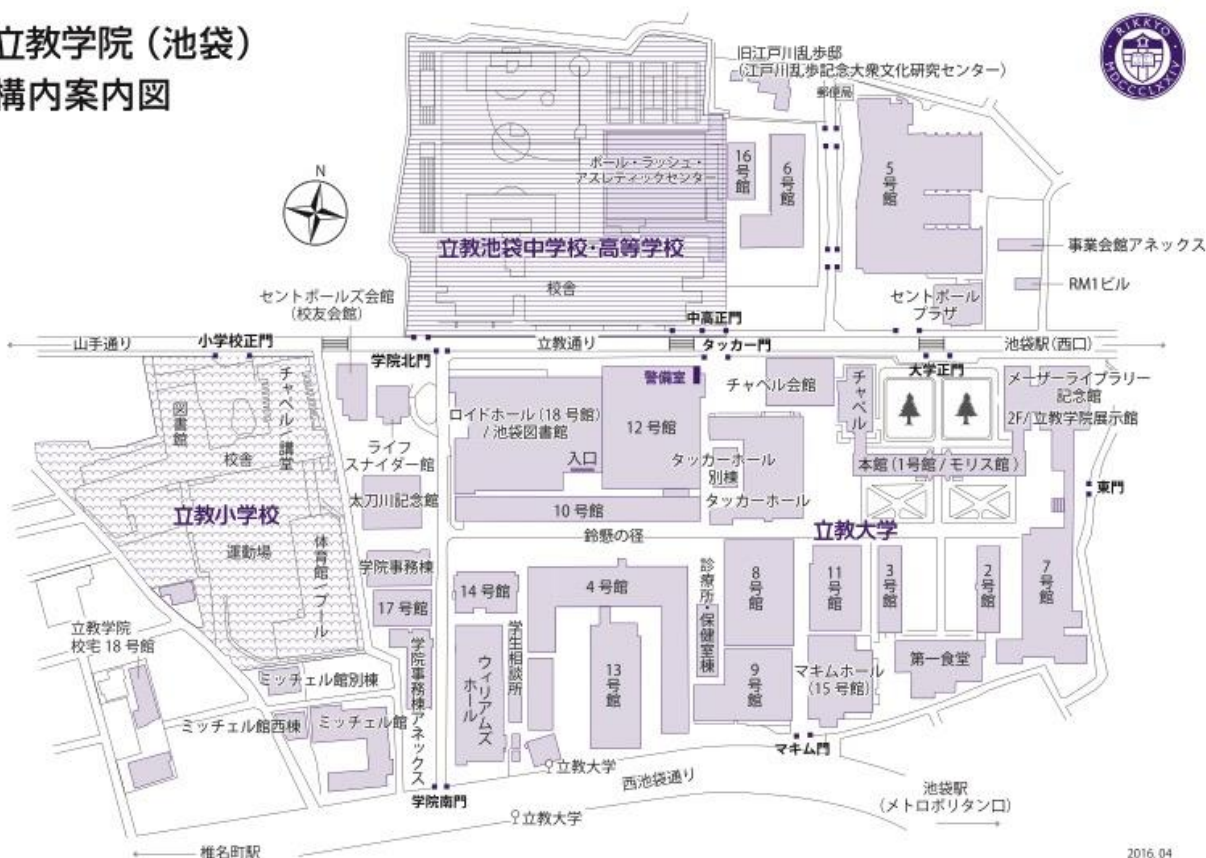 立教学院（池袋）
構内案内図
RIKKYO
MDCCCLXXIV
旧江戸川乱歩邸
（江戸川乱歩記念大衆文化研究センター）
郵便局
N
ポール・ラッシュ・
アスレティックセンター
16号館
6号館
5号館
立教池袋中学校・高等学校
事業会館アネックス
校舎
RM1ビル
セントポールズ会館
（校友会館）
セントポール
プラザ
中高正門
山手通り
小学校正門
学院北門
立教通り
タッカー門
池袋駅（西口）
大学正門
警備室
チャペル会館
チャペル
メーザーライブラリー
記念館
2F/立教学院展示館
チャペル/講堂
図書館
校舎
ロイドホール（18号館）
/池袋図書館
12号館
入口
ライフ
スナイダー館
タッカーホール
別棟
タッカーホール
本館（1号館/モリス館）
東門
太刀川記念館
10号館
立教小学校
立教大学
鈴懸の径
運動場
体育館/プール
学院事務棟
14号館
4号館
診療所・保健室棟
8号館
11号館
3号館
2号館
7号館
17号館
立教学院
校宅18号館
学院事務棟アネックス
ウィリアムズ
ホール
学生相談所
13号館
9号館
マキムホール
（15号館）
第一食堂
ミッチェル館別棟
ミッチェル館西棟
ミッチェル館
マキム門
立教大学
西池袋通り
学院南門
池袋駅
（メトロポリタン口）
立教大学
椎名町駅
2016.04